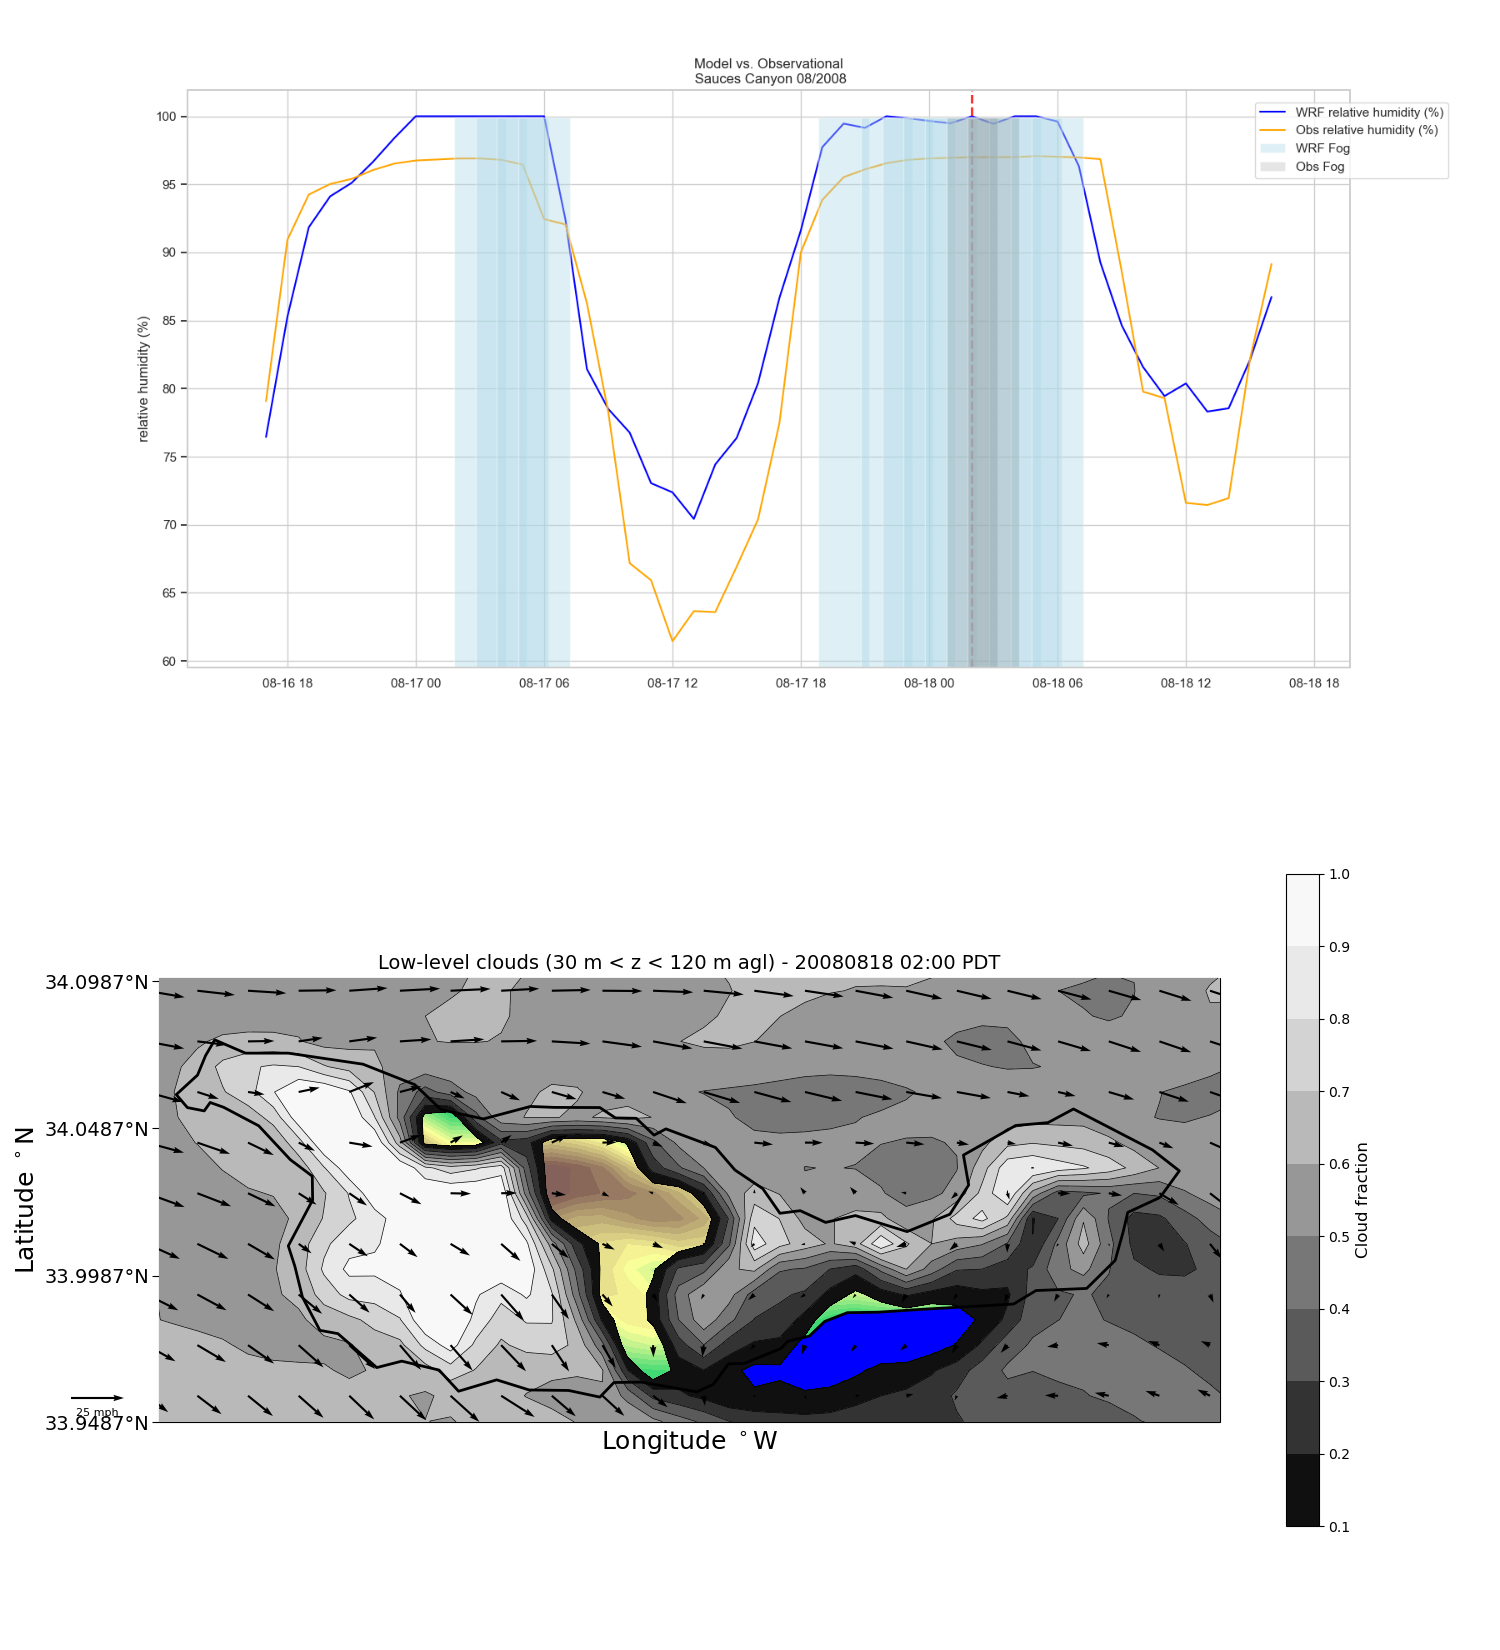 Model vs. Observational
Sauces Canyon 08/2008
WRF relative humidity (%)
Obs relative humidity (%)
WRF Fog
Obs Fog
relative humidity (%)
100
95
90
85
80
75
70
65
60
08-16 18
08-17 00
08-17 06
08-17 12
08-17 18
08-18 00
08-18 06
08-18 12
08-18 18
Low-level clouds (30 m < z < 120 m agl) - 20080818 02:00 PDT
34.0987°N
34.0487°N
33.9987°N
33.9487°N
Latitude °N
25 mph
Longitude °W
1.0
0.9
0.8
0.7
0.6
0.5
0.4
0.3
0.2
0.1
Cloud fraction